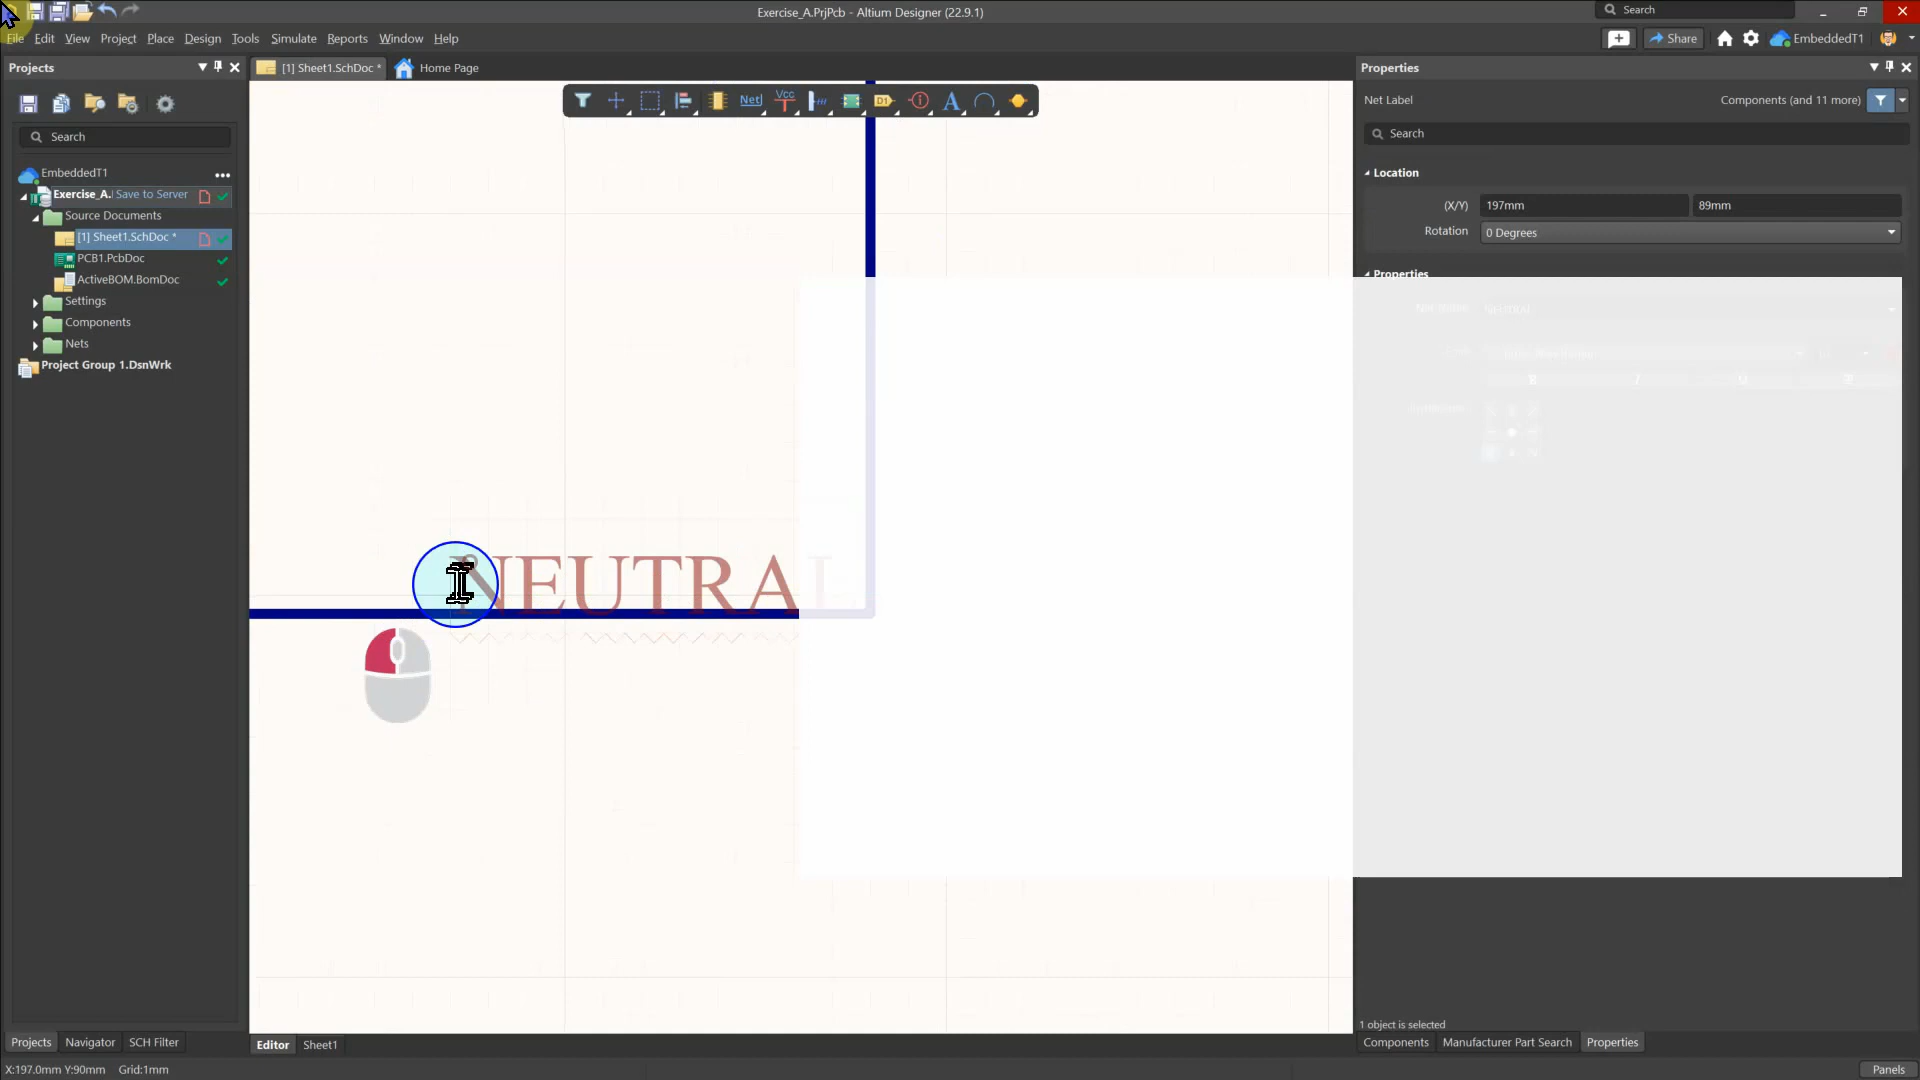 Exercise_A.PrjPcb - Altium Designer (22.9.1)
Search
File Edit View Project Place Design Tools Simulate Reports Window Help
Share
EmbeddedT1
Projects
[1] Sheet1.SchDoc *
Home Page
Properties
Net
Vcc
D1
A
Net Label
Components (and 11 more)
Search
Search
EmbeddedT1
Exercise_A.
Save to Server
Source Documents
[1] Sheet1.SchDoc *
PCB1.PcbDoc
ActiveBOM.BomDoc
Settings
Components
Nets
Project Group 1.DsnWrk
Location
(X/Y)
197mm
89mm
Rotation
0 Degrees
Properties
NEUTRAL
NEUTRAL
1 object is selected
Projects
Navigator
SCH Filter
Editor
Sheet1
Components
Manufacturer Part Search
Properties
X:197.0mm Y:90mm Grid:1mm
Panels